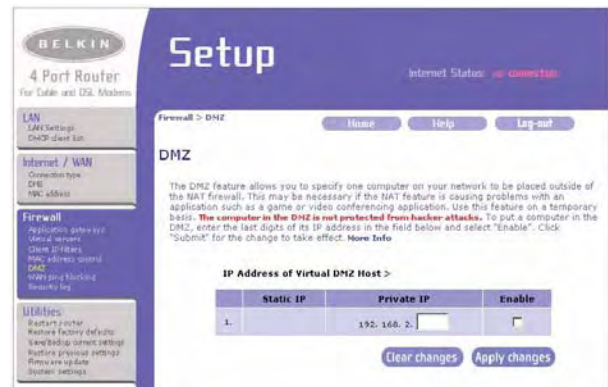 BELKIN
4 Port Router
For Cable and DSL Modems
Setup
Internet Status: no connection
LAN
LAN Settings
DHCP client list
Internet / WAN
Connection type
DNS
MAC address
Firewall
Application gateways
Virtual servers
Client IP filters
MAC address control
DMZ
WAN ping blocking
Security log
Utilities
Restart router
Restore factory defaults
Save/backup current settings
Restore previous settings
Firmware update
System settings
Firewall > DMZ
Home Help Log-out
DMZ
The DMZ feature allows you to specify one computer on your network to be placed outside of
the NAT firewall. This may be necessary if the NAT feature is causing problems with an
application such as a game or video conferencing application. Use this feature on a temporary
basis. The computer in the DMZ is not protected from hacker attacks. To put a computer in the
DMZ, enter the last digits of its IP address in the field below and select "Enable". Click
"Submit" for the change to take effect. More Info
IP Address of Virtual DMZ Host >
Static IP Private IP Enable
1. 192. 168. 2.
Clear changes Apply changes